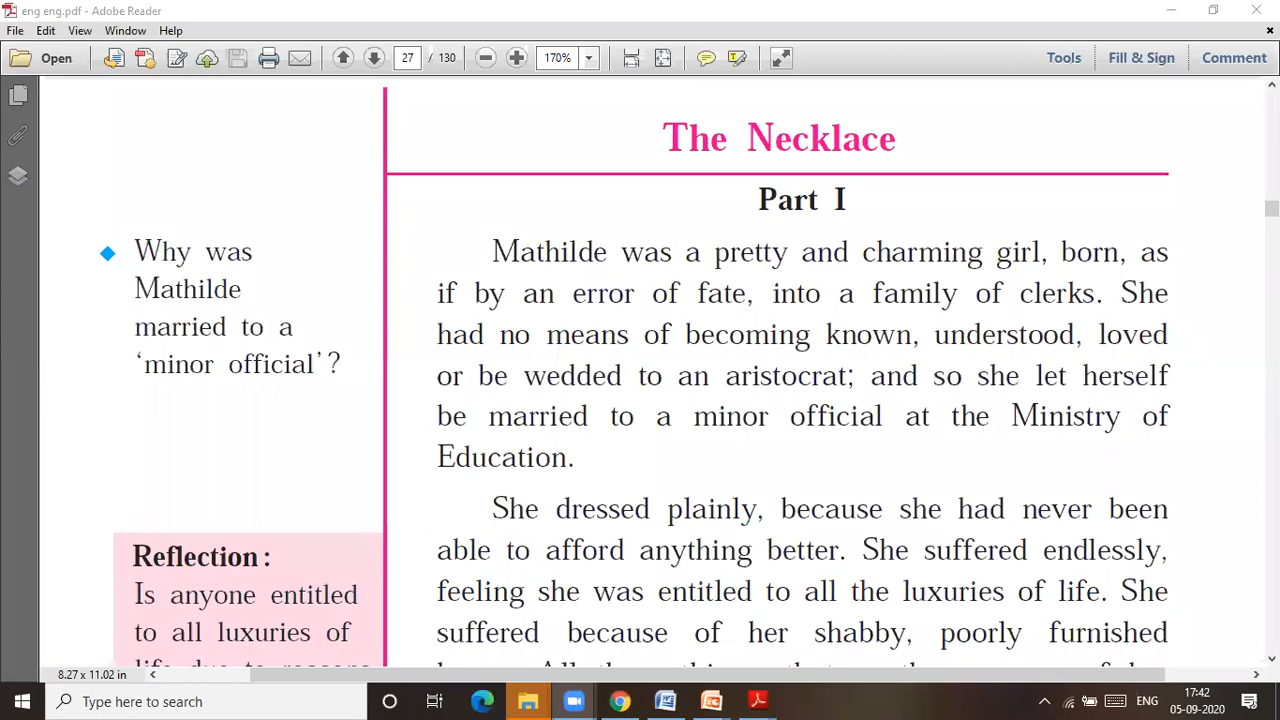 eng eng.pdf - Adobe Reader
File Edit View Window Help
Open 27 / 130 170% Tools Fill & Sign Comment
The Necklace
Part I
Why was
Mathilde
married to a
‘minor official’?
Mathilde was a pretty and charming girl, born, as
if by an error of fate, into a family of clerks. She
had no means of becoming known, understood, loved
or be wedded to an aristocrat; and so she let herself
be married to a minor official at the Ministry of
Education.
Reflection :
Is anyone entitled
to all luxuries of
life due to reasons
She dressed plainly, because she had never been
able to afford anything better. She suffered endlessly,
feeling she was entitled to all the luxuries of life. She
suffered because of her shabby, poorly furnished
8.27 x 11.02 in
Type here to search
ENG
17:42
05-09-2020